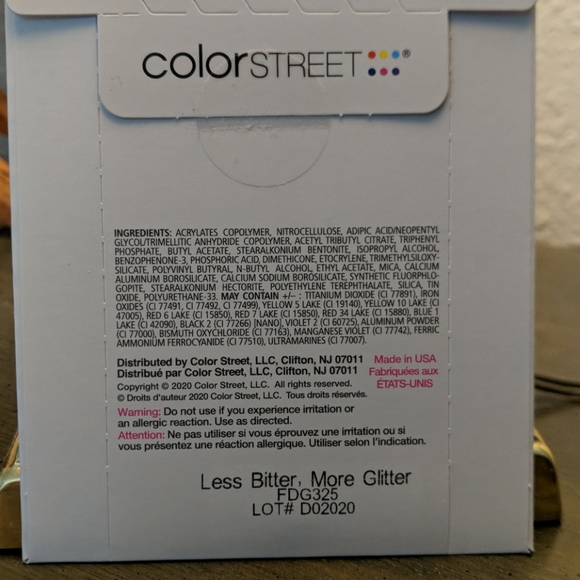 colorSTREET®
INGREDIENTS: ACRYLATES COPOLYMER, NITROCELLULOSE, ADIPIC ACID/NEOPENTYL
GLYCOL/TRIMELLITIC ANHYDRIDE COPOLYMER, ACETYL TRIBUTYL CITRATE, TRIPHENYL
PHOSPHATE, BUTYL ACETATE, STEARALKONIUM BENTONITE, ISOPROPYL ALCOHOL,
BENZOPHENONE-3, PHOSPHORIC ACID, DIMETHICONE, ETOCRYLENE, TRIMETHYLSILOXY-
SILICATE, POLYVINYL BUTYRAL, N-BUTYL ALCOHOL, ETHYL ACETATE, MICA, CALCIUM
ALUMINUM BOROSILICATE, CALCIUM SODIUM BOROSILICATE, SYNTHETIC FLUORPHLO-
GOPITE, STEARALKONIUM HECTORITE, POLYETHYLENE TEREPHTHALATE, SILICA, TIN
OXIDE, POLYURETHANE-33. MAY CONTAIN +/– : TITANIUM DIOXIDE (CI 77891), IRON
OXIDES (CI 77491, CI 77492, CI 77499), YELLOW 5 LAKE (CI 19140), YELLOW 10 LAKE (CI
47005), RED 6 LAKE (CI 15850), RED 7 LAKE (CI 15850), RED 34 LAKE (CI 15880), BLUE 1
LAKE (CI 42090), BLACK 2 (CI 77266) [NANO], VIOLET 2 (CI 60725), ALUMINUM POWDER
(CI 77000), BISMUTH OXYCHLORIDE (CI 77163), MANGANESE VIOLET (CI 77742), FERRIC
AMMONIUM FERROCYANIDE (CI 77510), ULTRAMARINES (CI 77007).
Distributed by Color Street, LLC, Clifton, NJ 07011
Distribué par Color Street, LLC, Clifton, NJ 07011
Copyright © 2020 Color Street, LLC. All rights reserved.
© Droits d'auteur 2020 Color Street, LLC. Tous droits réservés.
Made in USA
Fabriquées aux
ÉTATS-UNIS
Warning: Do not use if you experience irritation or
an allergic reaction. Use as directed.
Attention: Ne pas utiliser si vous éprouvez une irritation ou si
vous présentez une réaction allergique. Utiliser selon l'indication.
Less Bitter, More Glitter
FDG325
LOT# D02020